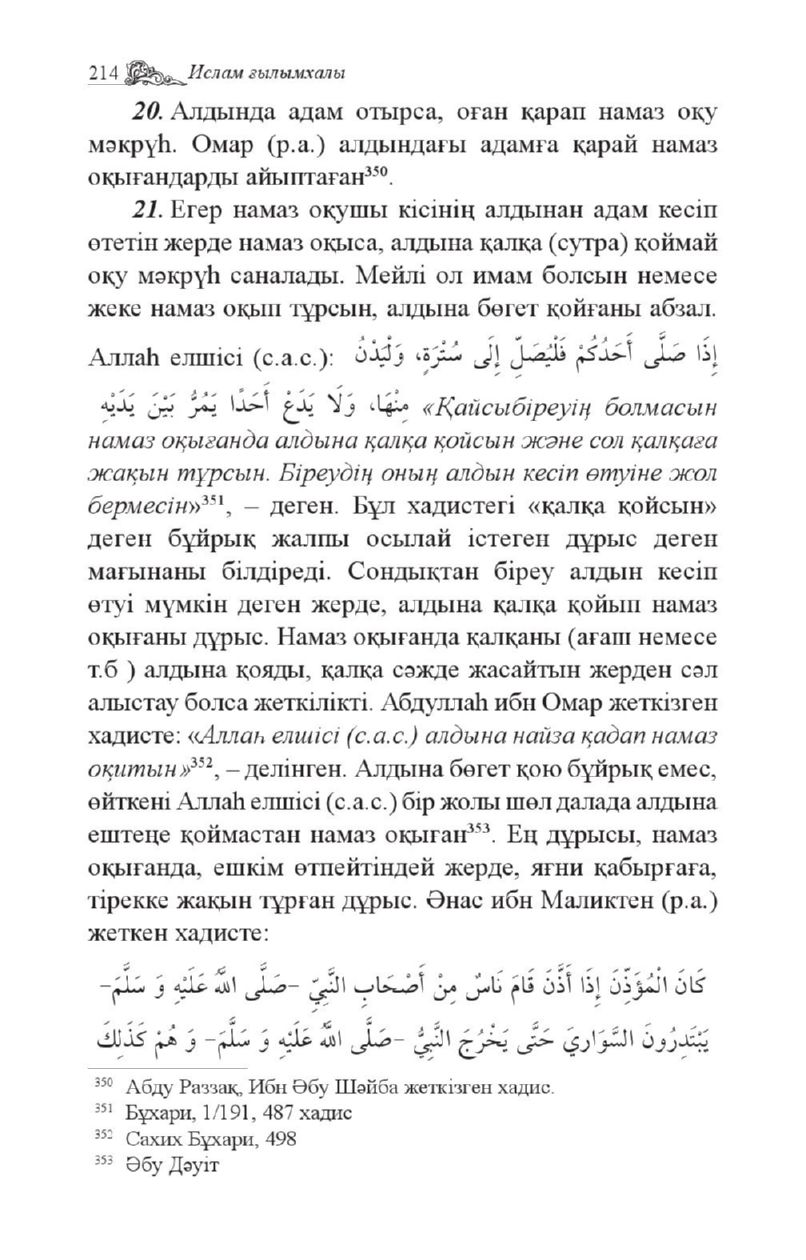 214 Ислам ғылымхалы
20. Алдында адам отырса, оған қарап намаз оқу
мәкрүһ. Омар (р.а.) алдындағы адамға қарай намаз
оқығандарды айыптаған³⁵⁰.
21. Егер намаз оқушы кісінің алдынан адам кесіп
өтетін жерде намаз оқыса, алдына қалқа (сутра) қоймай
оқу мәкрүһ саналады. Мейлі ол имам болсын немесе
жеке намаз оқып тұрсын, алдына бөгет қойғаны абзал.
Аллаһ елшісі (с.а.с.): إِذَا صَلَّى أَحَدُكُمْ فَلْيُصَلِّ إِلَى سُتْرَةٍ، وَلْيَدْنُ
مِنْهَا، وَلَا يَدَعْ أَحَدًا يَمُرُّ بَيْنَ يَدَيْهِ «Қайсыбіреуің болмасын
намаз оқығанда алдына қалқа қойсын және сол қалқаға
жақын тұрсын. Біреудің оның алдын кесіп өтуіне жол
бермесін»³⁵¹, – деген. Бұл хадистегі «қалқа қойсын»
деген бұйрық жалпы осылай істеген дұрыс деген
мағынаны білдіреді. Сондықтан біреу алдын кесіп
өтуі мүмкін деген жерде, алдына қалқа қойып намаз
оқығаны дұрыс. Намаз оқығанда қалқаны (ағаш немесе
т.б ) алдына қояды, қалқа сәжде жасайтын жерден сәл
алыстау болса жеткілікті. Абдуллаһ ибн Омар жеткізген
хадисте: «Аллаһ елшісі (с.а.с.) алдына найза қадап намаз
оқитын»³⁵², – делінген. Алдына бөгет қою бұйрық емес,
өйткені Аллаһ елшісі (с.а.с.) бір жолы шөл далада алдына
ештеңе қоймастан намаз оқыған³⁵³. Ең дұрысы, намаз
оқығанда, ешкім өтпейтіндей жерде, яғни қабырғаға,
тірекке жақын тұрған дұрыс. Әнас ибн Маликтен (р.а.)
жеткен хадисте:
كَانَ الْمُؤَذِّنُ إِذَا أَذَّنَ قَامَ نَاسٌ مِنْ أَصْحَابِ النَّبِيِّ -صَلَّى اللهُ عَلَيْهِ وَ سَلَّمَ-
يَبْتَدِرُونَ السَّوَارِيَ حَتَّى يَخْرُجَ النَّبِيُّ -صَلَّى اللهُ عَلَيْهِ وَ سَلَّمَ- وَ هُمْ كَذَلِكَ
³⁵⁰ Абду Раззақ, Ибн Әбу Шәйба жеткізген хадис.
³⁵¹ Бұхари, 1/191, 487 хадис
³⁵² Сахих Бұхари, 498
³⁵³ Әбу Дәуіт